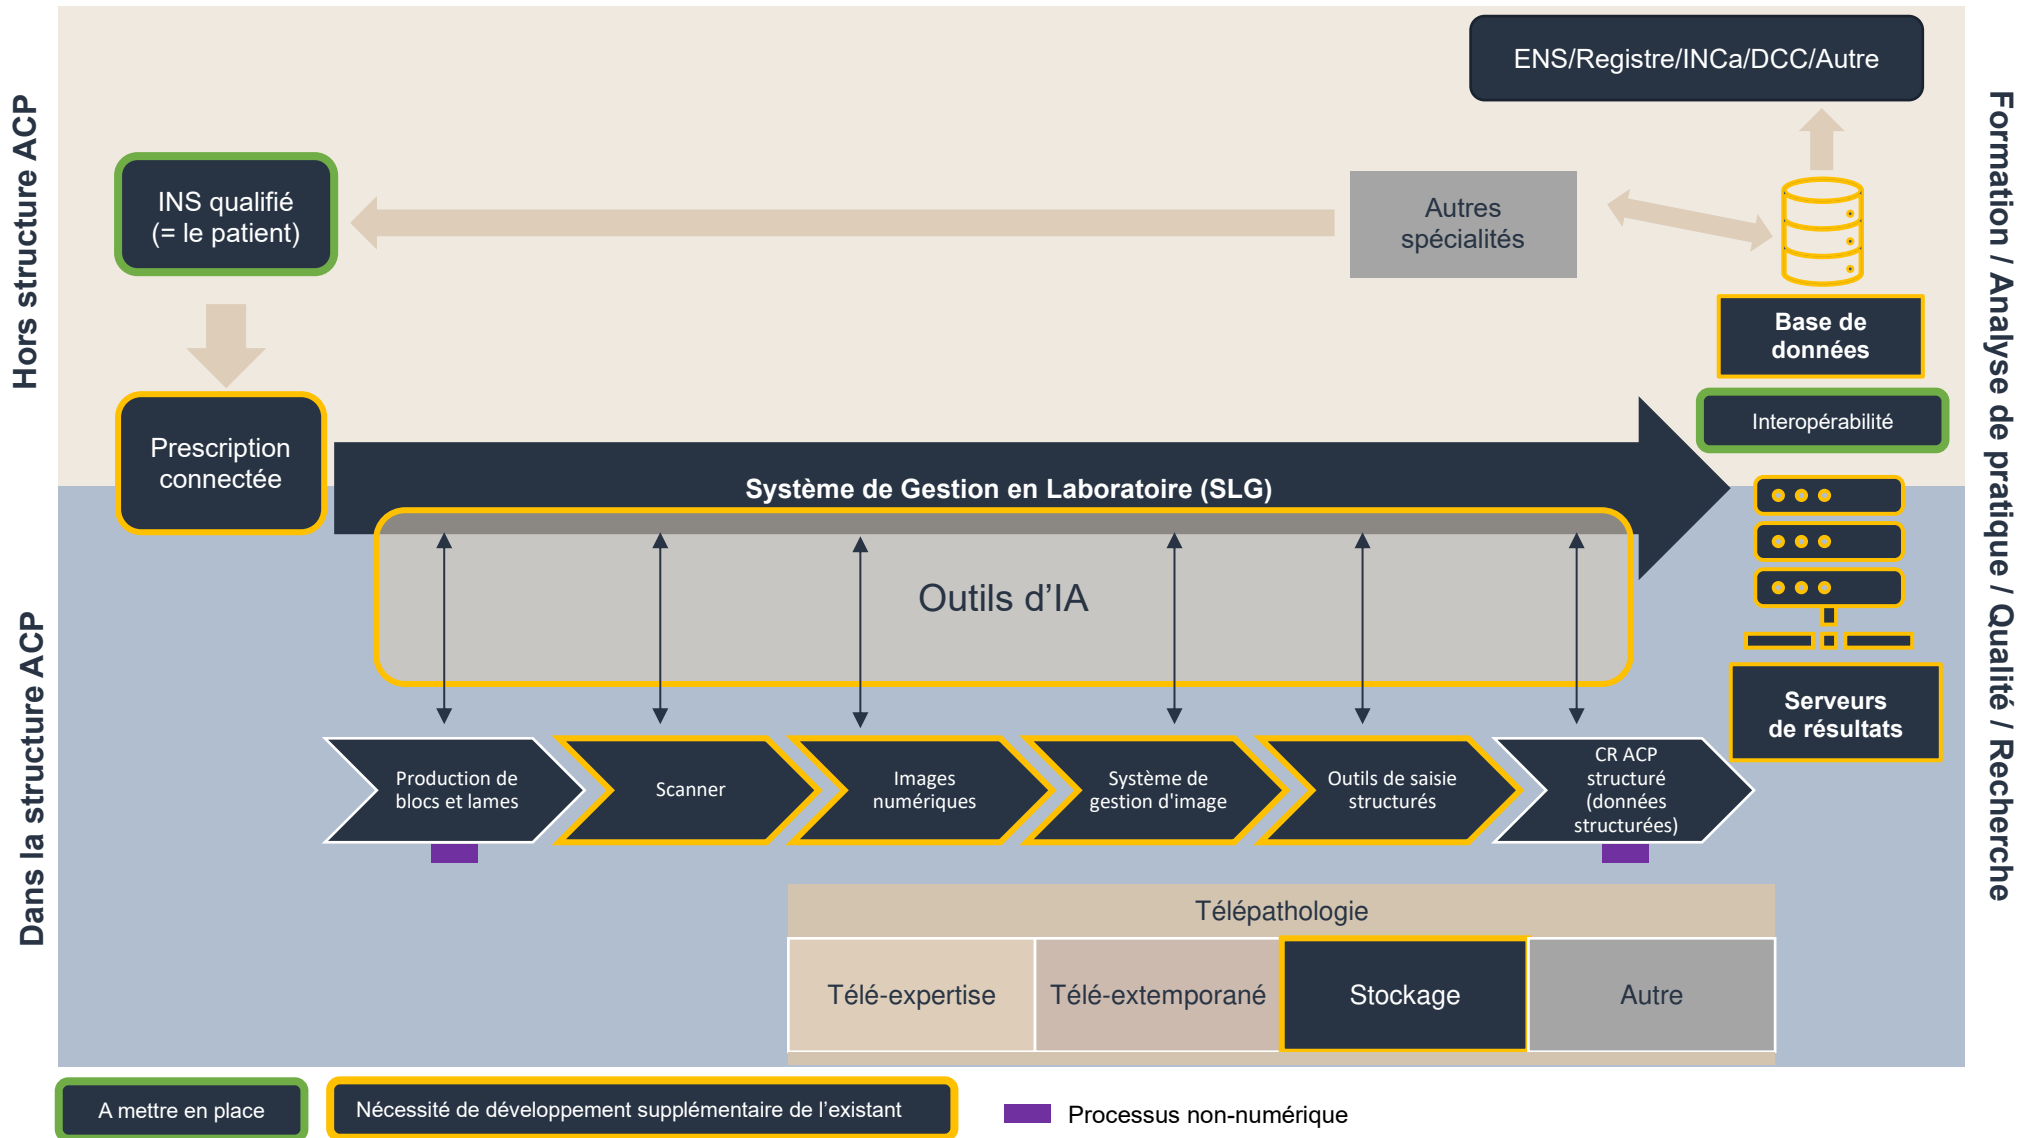 ENS/Registre/INCa/DCC/Autre
Hors structure ACP
INS qualifié
(= le patient)
Autres
spécialités
Base de
données
Interopérabilité
Prescription
connectée
Système de Gestion en Laboratoire (SLG)
Outils d’IA
Formation / Analyse de pratique / Qualité / Recherche
Dans la structure ACP
Serveurs
de résultats
Production de
blocs et lames
Scanner
Images
numériques
Système de
gestion d'image
Outils de saisie
structurés
CR ACP
structuré
(données
structurées)
Télépathologie
Télé-expertise
Télé-extemporané
Stockage
Autre
A mettre en place
Nécessité de développement supplémentaire de l’existant
Processus non-numérique